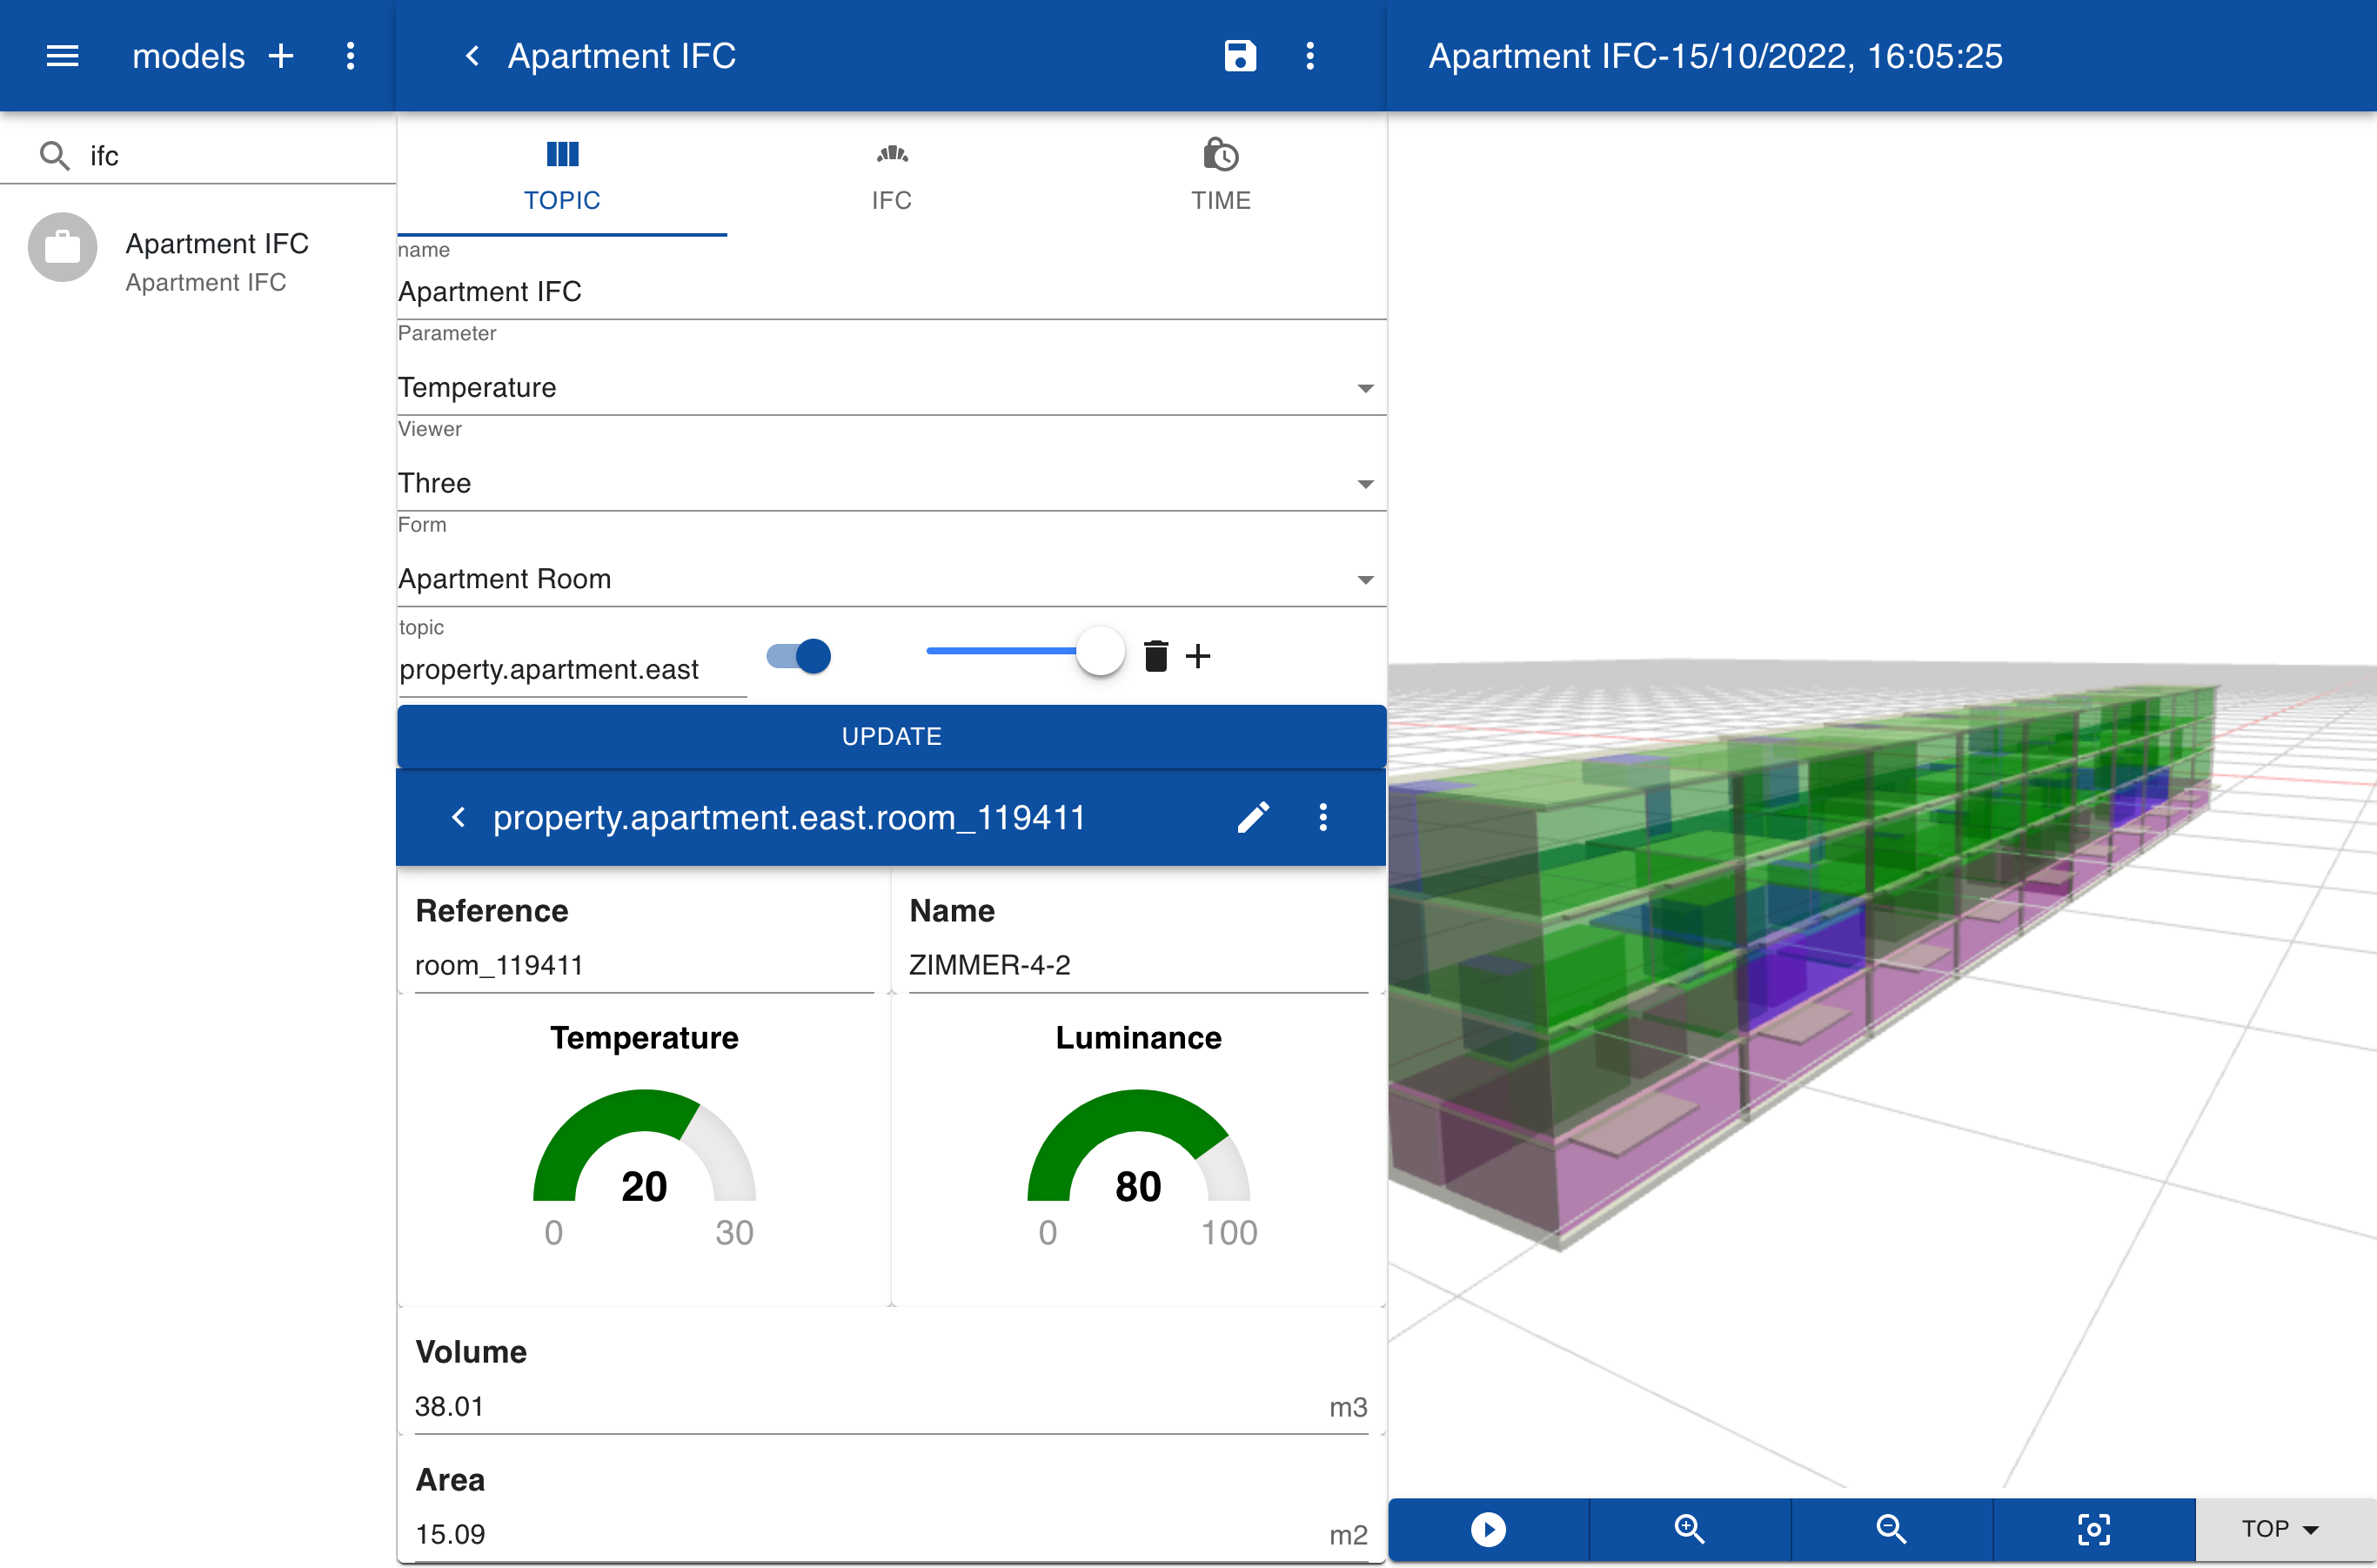 models
Apartment IFC
Apartment IFC-15/10/2022, 16:05:25
ifc
Apartment IFC
Apartment IFC
TOPIC
IFC
TIME
name
Apartment IFC
Parameter
Temperature
Viewer
Three
Form
Apartment Room
topic
property.apartment.east
UPDATE
property.apartment.east.room_119411
Reference
room_119411
Name
ZIMMER-4-2
Temperature
20
0
30
Luminance
80
0
100
Volume
38.01
m3
Area
15.09
m2
TOP